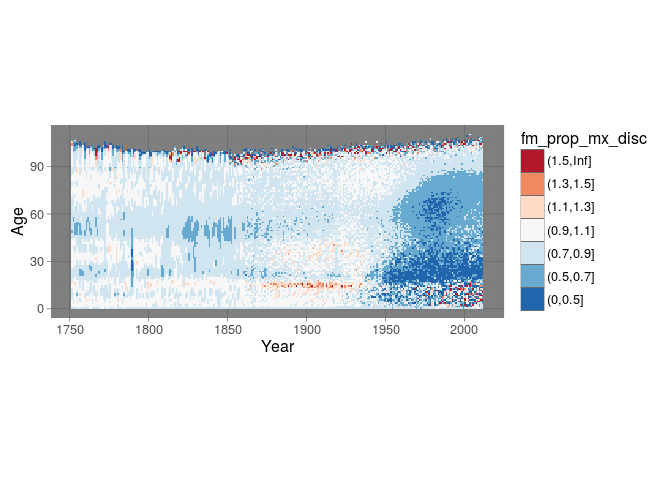 fm_prop_mx_disc
(1.5,Inf]
(1.3,1.5]
(1.1,1.3]
(0.9,1.1]
(0.7,0.9]
(0.5,0.7]
(0,0.5]
Age
90
60
30
0
1750 1800 1850 1900 1950 2000
Year